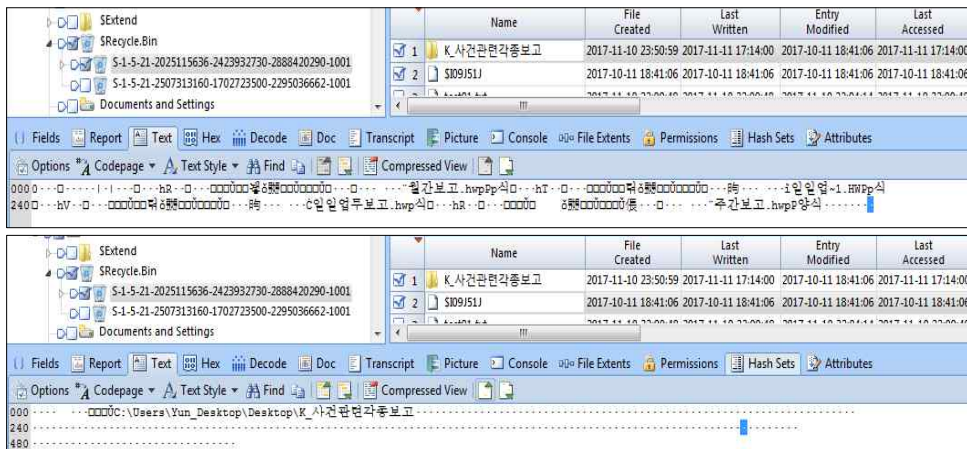 $Extend
$Recycle.Bin
S-1-5-21-2025115636-2423932730-2888420290-1001
S-1-5-21-2507313160-1702723500-2295036662-1001
Documents and Settings
Name File Created Last Written Entry Modified Last Accessed
1 K_사건관련각종보고 2017-11-10 23:50:59 2017-11-11 17:14:00 2017-10-11 18:41:06 2017-11-11 17:14:00
2 $I09J51J 2017-10-11 18:41:06 2017-10-11 18:41:06 2017-10-11 18:41:06 2017-10-11 18:41:06
Fields Report Text Hex Decode Doc Transcript Picture Console File Extents Permissions Hash Sets Attributes
Options Codepage Text Style Find Compressed View
000 월간보고.hwp 일일업~1.HWP
240 일일업무보고.hwp 주간보고.hwp
$Extend
$Recycle.Bin
S-1-5-21-2025115636-2423932730-2888420290-1001
S-1-5-21-2507313160-1702723500-2295036662-1001
Documents and Settings
Name File Created Last Written Entry Modified Last Accessed
1 K_사건관련각종보고 2017-11-10 23:50:59 2017-11-11 17:14:00 2017-10-11 18:41:06 2017-11-11 17:14:00
2 $I09J51J 2017-10-11 18:41:06 2017-10-11 18:41:06 2017-10-11 18:41:06 2017-10-11 18:41:06
Fields Report Text Hex Decode Doc Transcript Picture Console File Extents Permissions Hash Sets Attributes
Options Codepage Text Style Find Compressed View
000 C:\Users\Yun_Desktop\Desktop\K_사건관련각종보고
240
480